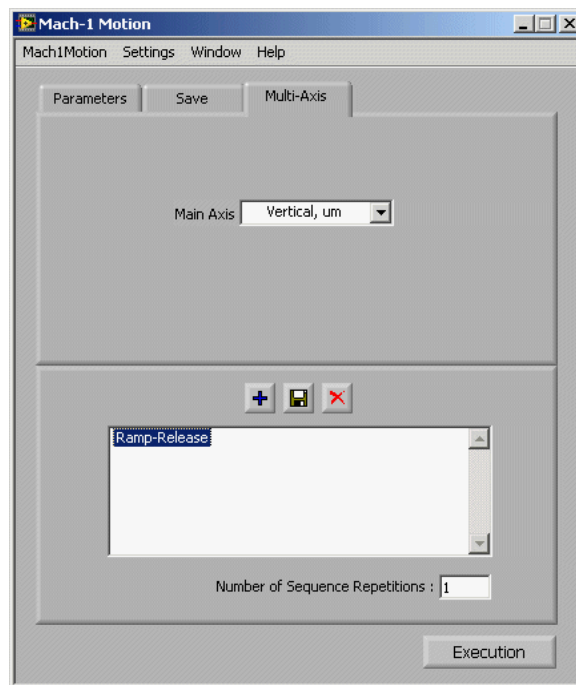 Mach-1 Motion
Mach1Motion Settings Window Help
Parameters Save Multi-Axis
Main Axis Vertical, um
Ramp-Release
Number of Sequence Repetitions : 1
Execution